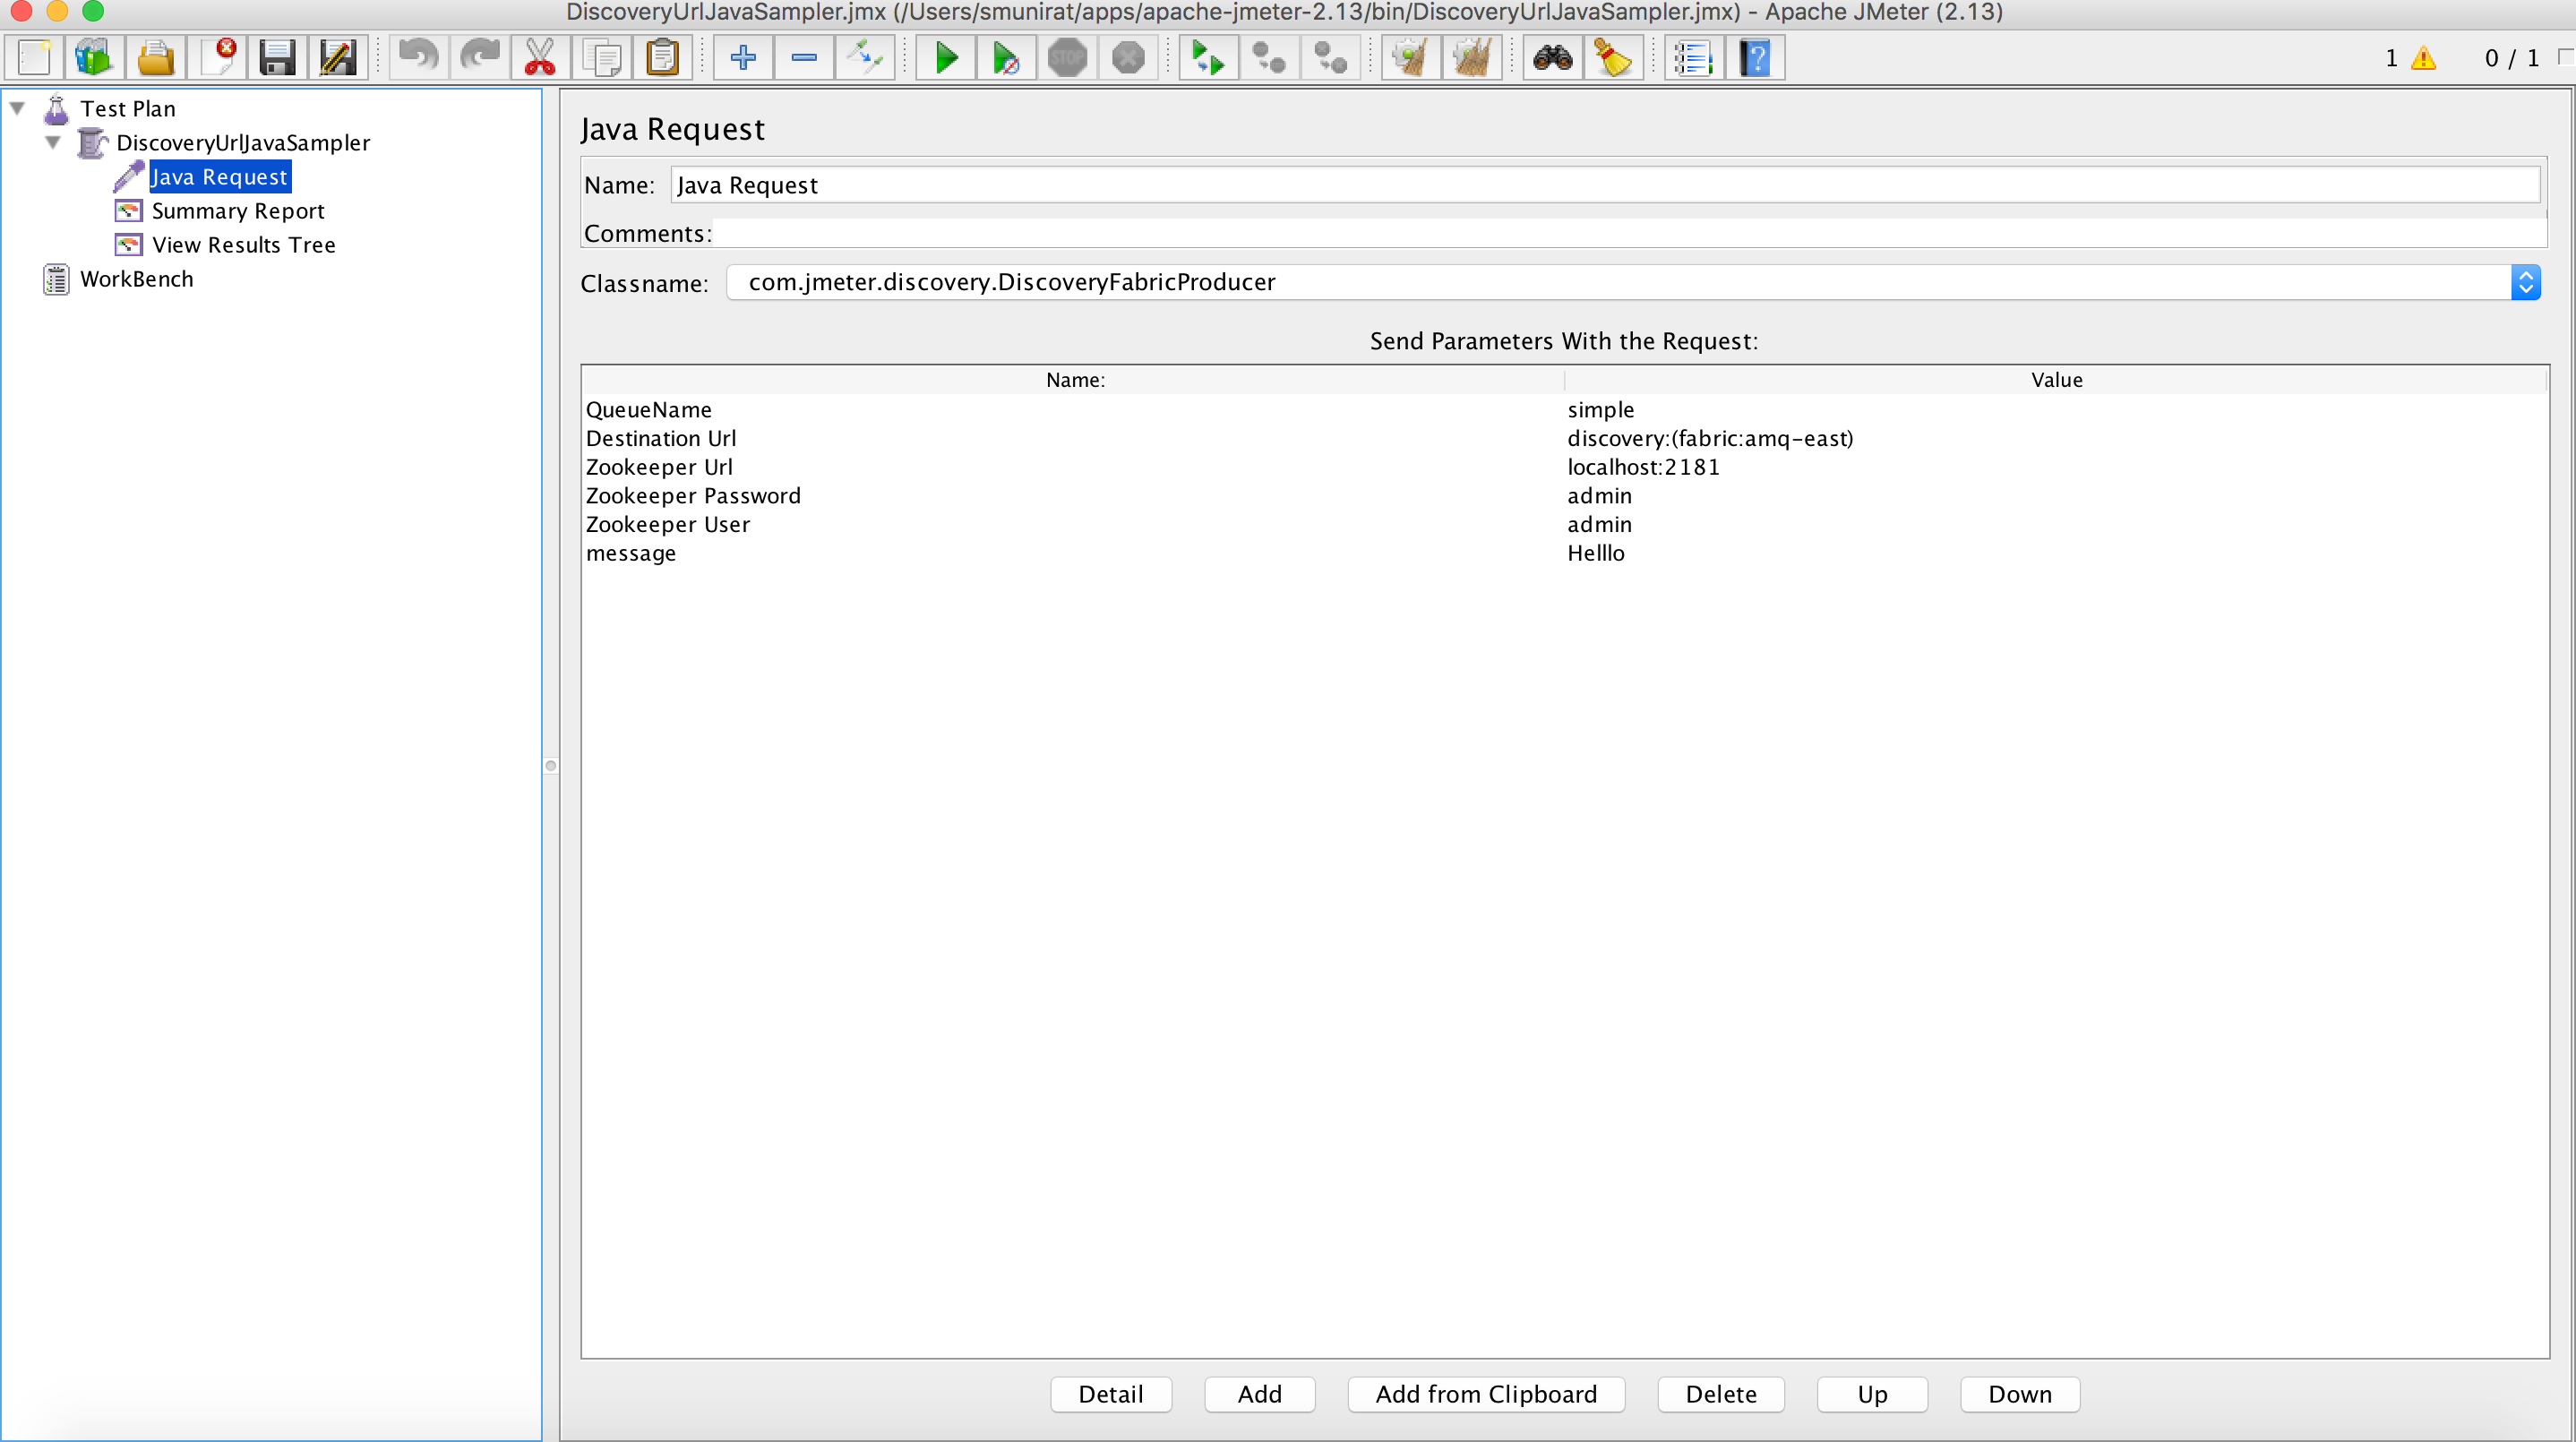 DiscoveryUrlJavaSampler.jmx (/Users/smunirat/apps/apache-jmeter-2.13/bin/DiscoveryUrlJavaSampler.jmx) - Apache JMeter (2.13)
STOP
1
0 / 1
Test Plan
DiscoveryUrlJavaSampler
Java Request
Summary Report
View Results Tree
WorkBench
Java Request
Name: Java Request
Comments:
Classname: com.jmeter.discovery.DiscoveryFabricProducer
Send Parameters With the Request:
Name: Value
QueueName simple
Destination Url discovery:(fabric:amq-east)
Zookeeper Url localhost:2181
Zookeeper Password admin
Zookeeper User admin
message Helllo
Detail Add Add from Clipboard Delete Up Down